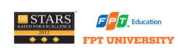 QS STARS
RATED FOR EXCELLENCE
2012
FPT Education
FPT UNIVERSITY